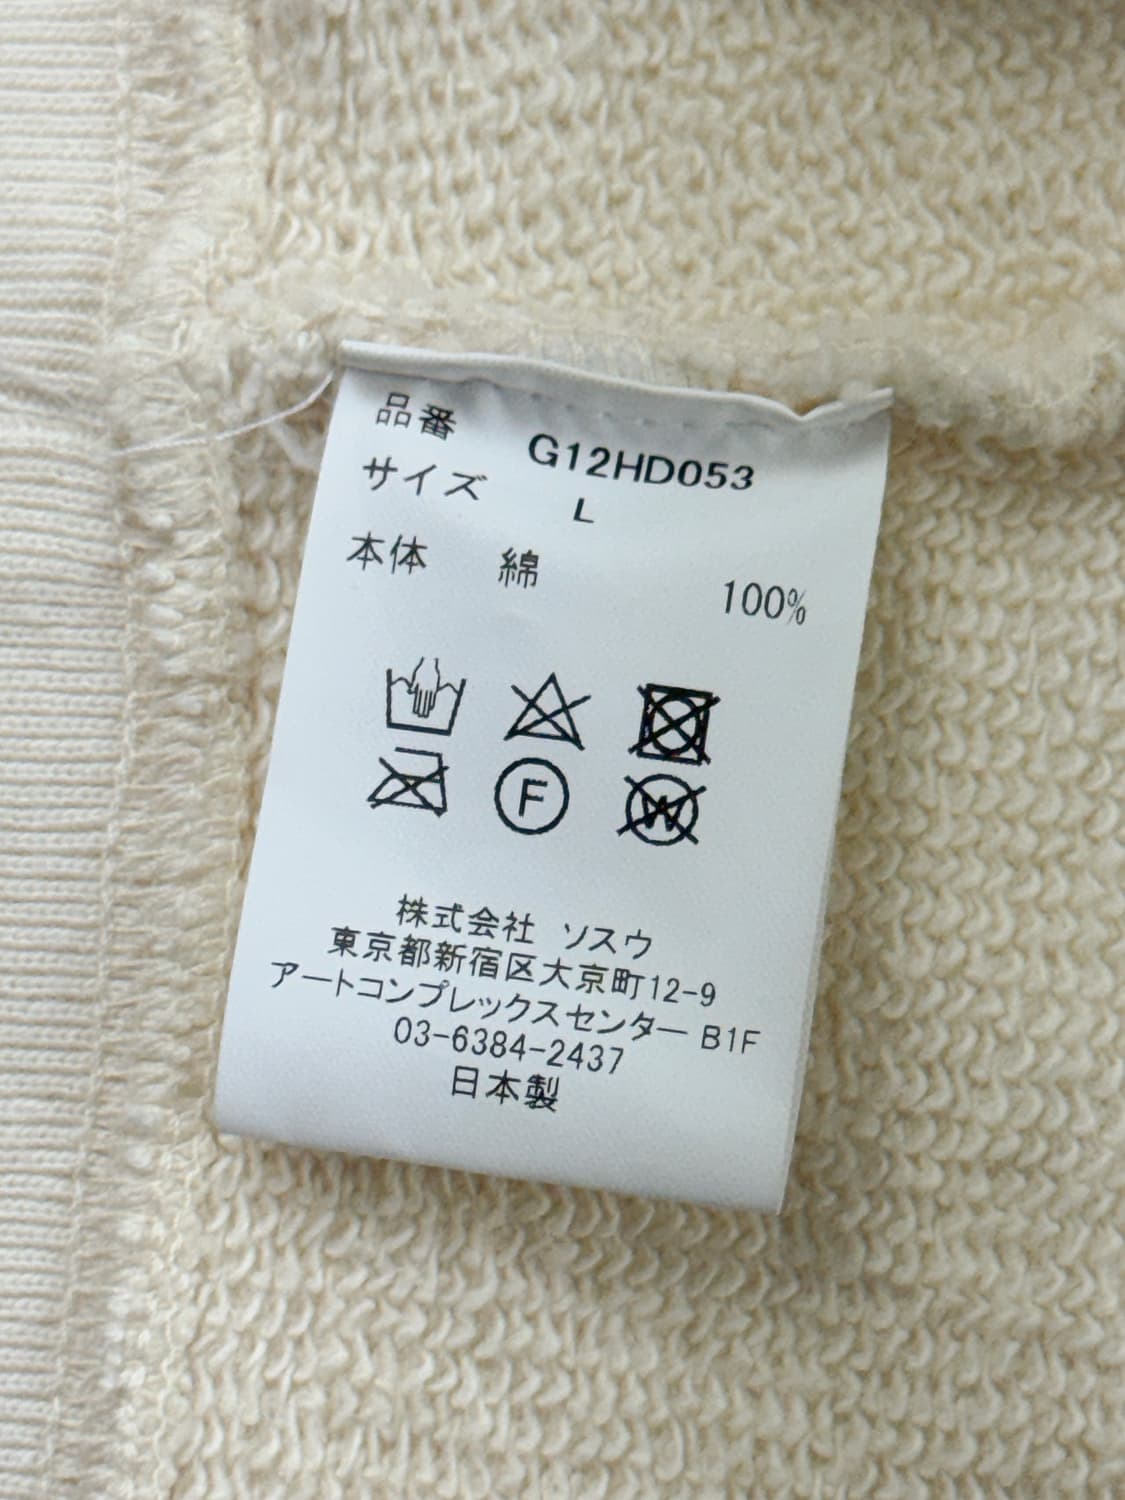 品番 G12HD053
サイズ L
本体 綿 100%
F
W
株式会社 ソスウ
東京都新宿区大京町12-9
アートコンプレックスセンター B1F
03-6384-2437
日本製